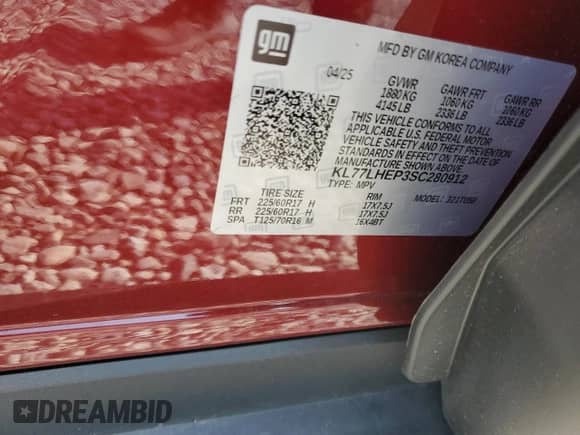 gm
MFD BY GM KOREA COMPANY
04/25 GVWR GAWR FRT GAWR RR
1880 KG 1060 KG 1060 KG
4145 LB 2336 LB 2336 LB
THIS VEHICLE CONFORMS TO ALL
APPLICABLE U.S. FEDERAL MOTOR
VEHICLE SAFETY AND THEFT PREVENTION
STANDARDS IN EFFECT ON THE DATE OF
MANUFACTURE SHOWN ABOVE.
KL77LHEP3SC280812
TYPE: MPV MODEL:
TIRE SIZE RIM
FRT 225/60R17 H 17X7.5J
RR 225/60R17 H 17X7.5J
SPA T125/70R16 M 16X4BT
DREAMBID